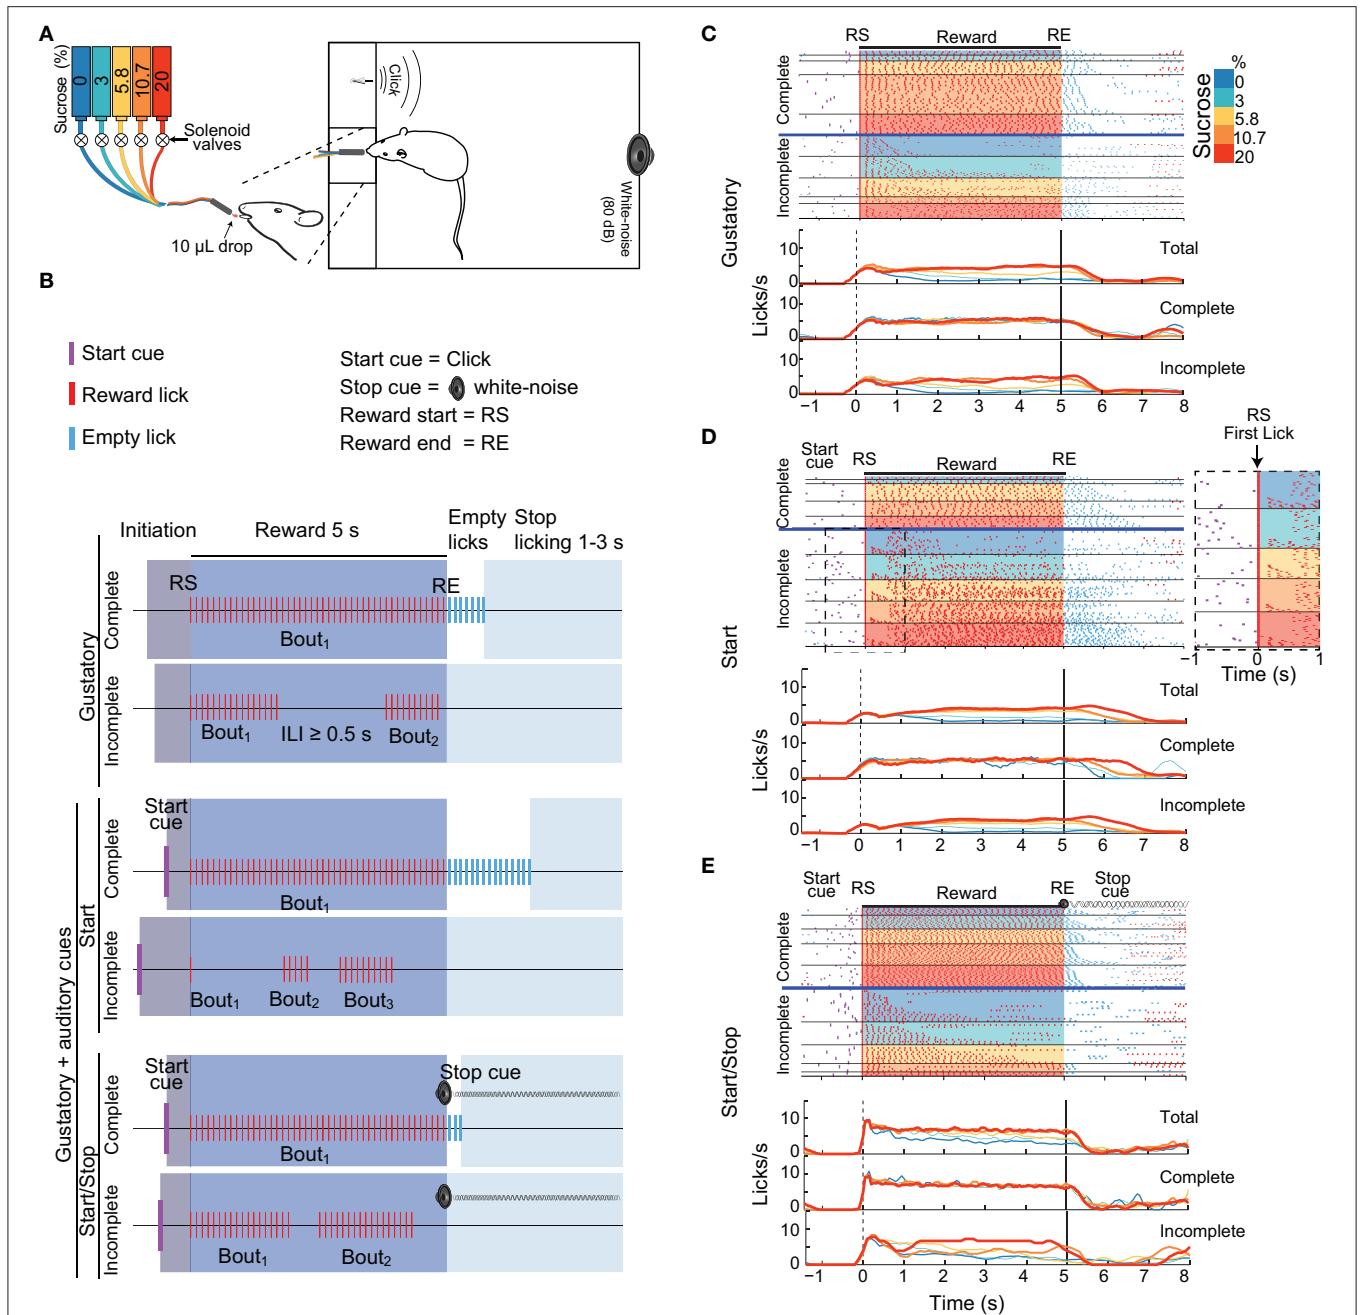 A
Sucrose (%)
0
3
5.8
10.7
20
Solenoid
valves
10 µL drop
Click
White-noise
(80 dB)
B
Start cue
Reward lick
Empty lick
Start cue = Click
Stop cue = white-noise
Reward start = RS
Reward end = RE
Initiation
Reward 5 s
Empty
licks
Stop
licking 1-3 s
Gustatory
Complete
RS
RE
Bout1
Incomplete
Bout1
ILI ≥ 0.5 s
Bout2
Gustatory + auditory cues
Start
Complete
Start
cue
Bout1
Incomplete
Bout1
Bout2
Bout3
Start/Stop
Complete
Start
cue
Stop cue
Bout1
Incomplete
Bout1
Bout2
C
RS
Reward
RE
Gustatory
Complete
Incomplete
%
Sucrose
0
3
5.8
10.7
20
Licks/s
10
0
Total
10
0
Complete
10
0
Incomplete
−1 0 1 2 3 4 5 6 7 8
D
Start
cue
RS
Reward
RE
RS
First Lick
Start
Complete
Incomplete
−1 0 1
Time (s)
Licks/s
10
0
Total
10
0
Complete
10
0
Incomplete
−1 0 1 2 3 4 5 6 7 8
E
Start
cue
RS
Reward
RE
Stop
cue
Start/Stop
Complete
Incomplete
Licks/s
10
0
Total
10
0
Complete
10
0
Incomplete
−1 0 1 2 3 4 5 6 7 8
Time (s)